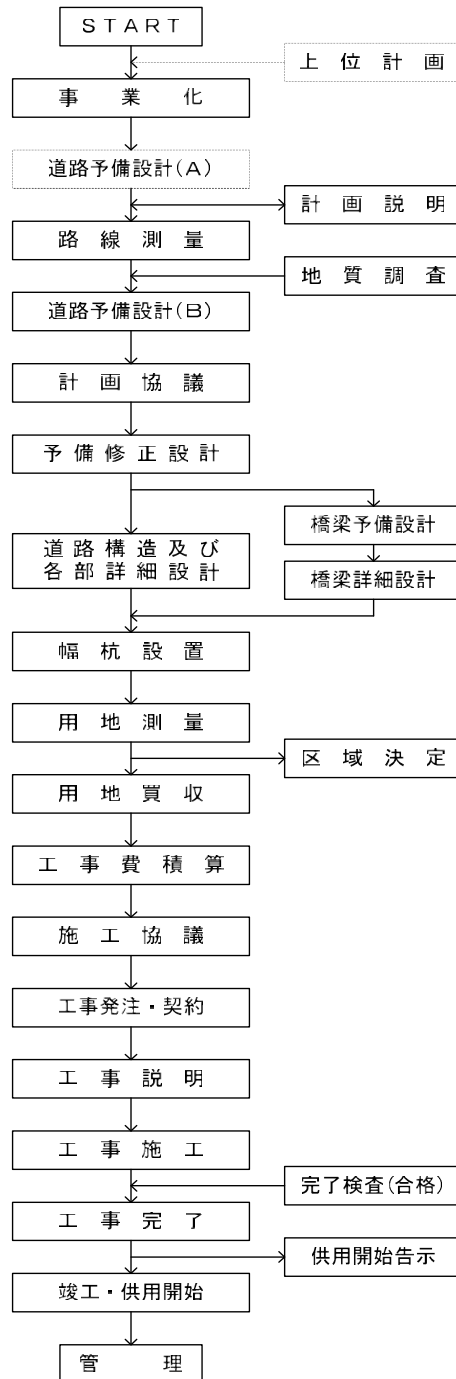 START
上位計画
事業化
道路予備設計(A)
計画説明
路線測量
地質調査
道路予備設計(B)
計画協議
予備修正設計
橋梁予備設計
道路構造及び
各部詳細設計
橋梁詳細設計
幅杭設置
用地測量
区域決定
用地買収
工事費積算
施工協議
工事発注・契約
工事説明
工事施工
完了検査(合格)
工事完了
供用開始告示
竣工・供用開始
管理